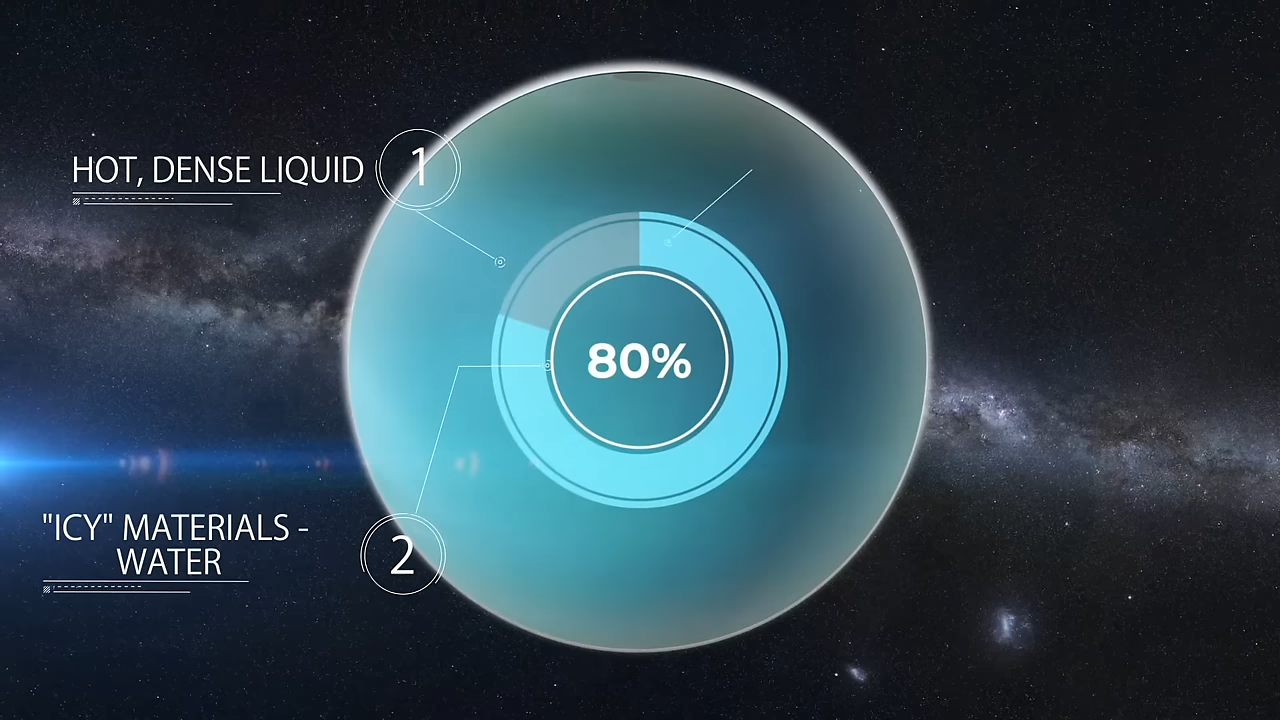 HOT, DENSE LIQUID
1
80%
"ICY" MATERIALS -
WATER
2